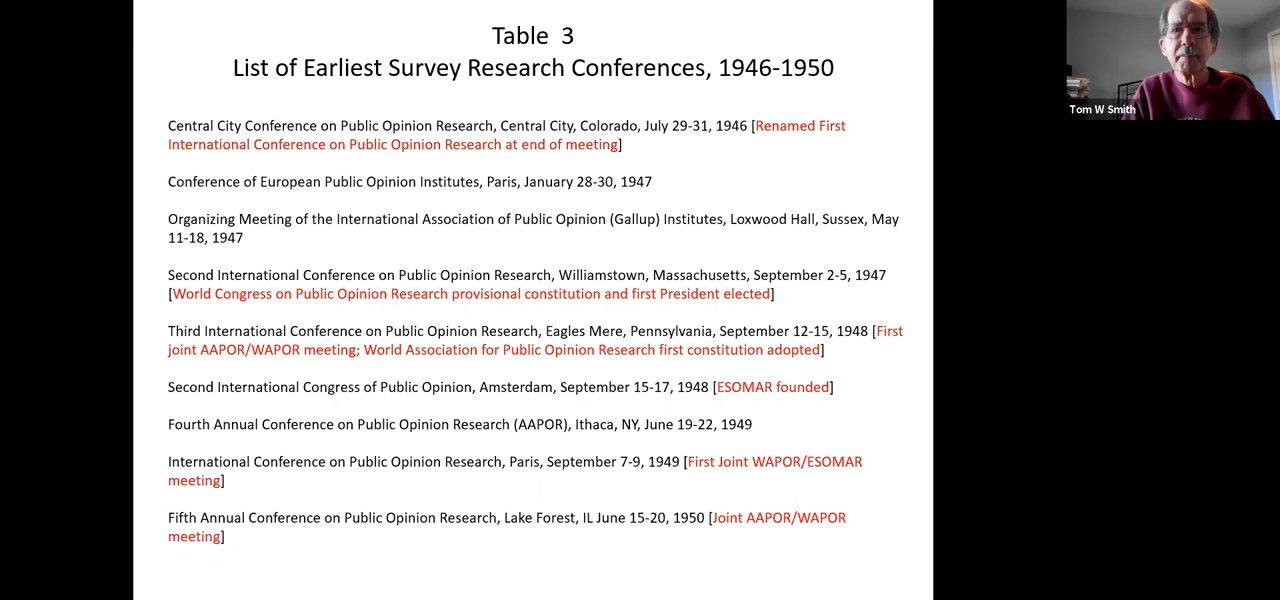 Table 3
List of Earliest Survey Research Conferences, 1946-1950
Central City Conference on Public Opinion Research, Central City, Colorado, July 29-31, 1946 [Renamed First
International Conference on Public Opinion Research at end of meeting]
Conference of European Public Opinion Institutes, Paris, January 28-30, 1947
Organizing Meeting of the International Association of Public Opinion (Gallup) Institutes, Loxwood Hall, Sussex, May
11-18, 1947
Second International Conference on Public Opinion Research, Williamstown, Massachusetts, September 2-5, 1947
[World Congress on Public Opinion Research provisional constitution and first President elected]
Third International Conference on Public Opinion Research, Eagles Mere, Pennsylvania, September 12-15, 1948 [First
joint AAPOR/WAPOR meeting; World Association for Public Opinion Research first constitution adopted]
Second International Congress of Public Opinion, Amsterdam, September 15-17, 1948 [ESOMAR founded]
Fourth Annual Conference on Public Opinion Research (AAPOR), Ithaca, NY, June 19-22, 1949
International Conference on Public Opinion Research, Paris, September 7-9, 1949 [First Joint WAPOR/ESOMAR
meeting]
Fifth Annual Conference on Public Opinion Research, Lake Forest, IL June 15-20, 1950 [Joint AAPOR/WAPOR
meeting]
Tom W Smith